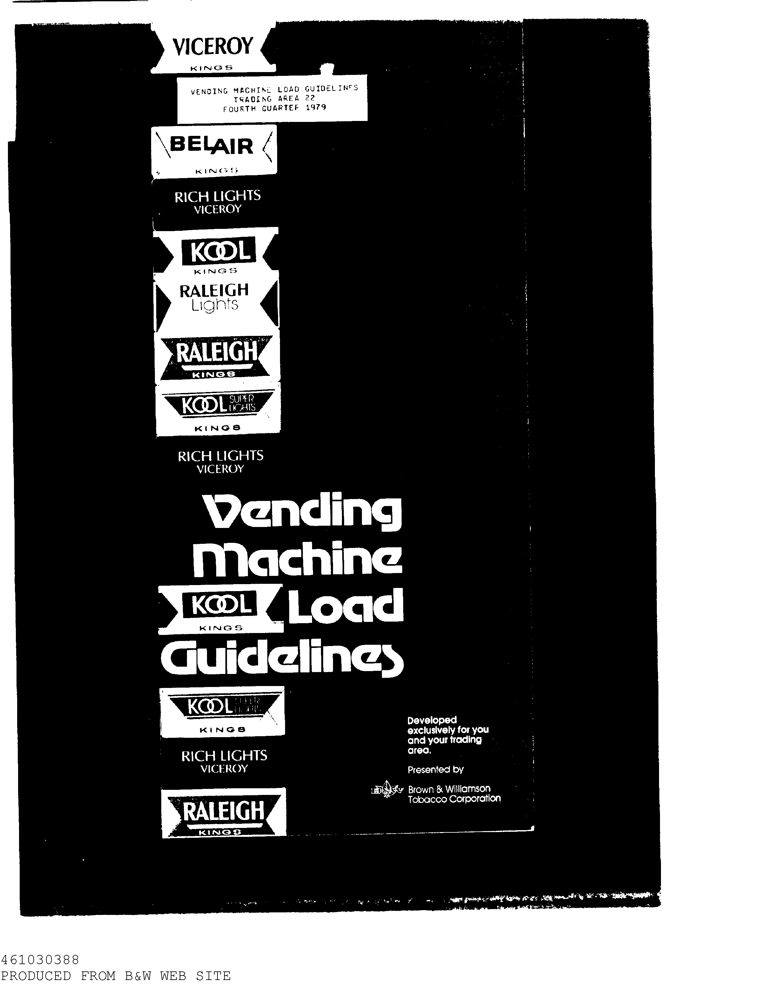 VICEROY
KINGS
VENDING MACHINE LOAD GUIDELINES
TRADING AREA 22
FOURTH QUARTER 1979
BELAIR
KINGS
RICH LIGHTS
VICEROY
KOOL
KINGS
RALEIGH
Lights
RALEIGH
KINGS
KOOL SUPER LIGHTS
KINGS
RICH LIGHTS
VICEROY
Vending
Machine
KOOL
KINGS
Load
Guidelines
KOOL
KINGS
RICH LIGHTS
VICEROY
RALEIGH
KINGS
Developed
exclusively for you
and your trading
area.
Presented by
Brown & Williamson
Tobacco Corporation
461030388
PRODUCED FROM B&W WEB SITE